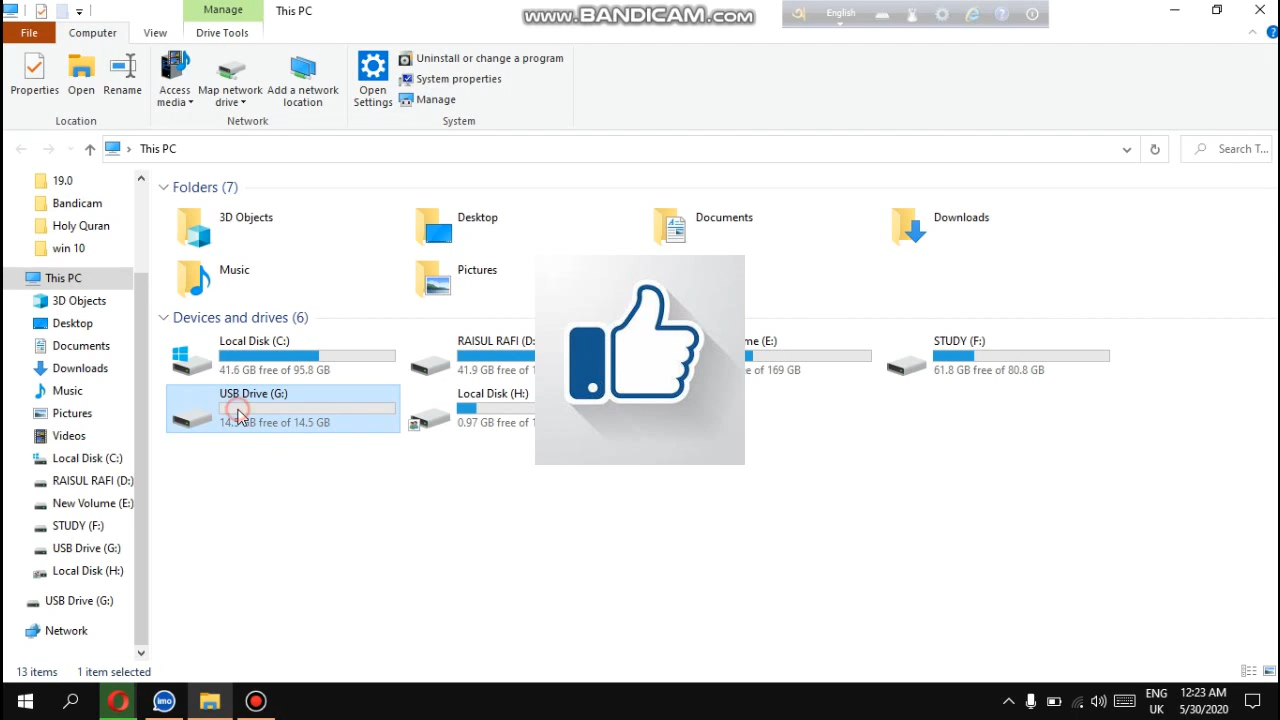 Manage
This PC
www.BANDICAM.com
English
File
Computer
View
Drive Tools
Properties
Open
Rename
Access media
Map network drive
Add a network location
Open Settings
Uninstall or change a program
System properties
Manage
Location
Network
System
This PC
Search T...
19.0
Bandicam
Holy Quran
win 10
This PC
3D Objects
Desktop
Documents
Downloads
Music
Pictures
Videos
Local Disk (C:)
RAISUL RAFI (D:)
New Volume (E:)
STUDY (F:)
USB Drive (G:)
Local Disk (H:)
USB Drive (G:)
Network
Folders (7)
3D Objects
Desktop
Documents
Downloads
Music
Pictures
Devices and drives (6)
Local Disk (C:)
41.6 GB free of 95.8 GB
RAISUL RAFI (D:
41.9 GB free of
me (E:)
169 GB
STUDY (F:)
61.8 GB free of 80.8 GB
USB Drive (G:)
GB free of 14.5 GB
Local Disk (H:)
0.97 GB free of
13 items
1 item selected
ENG
UK
12:23 AM
5/30/2020